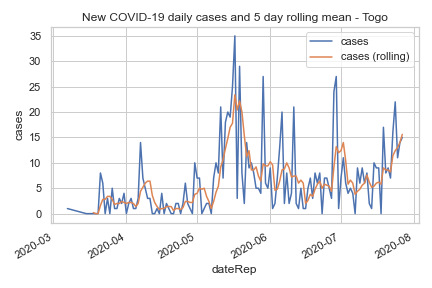 New COVID-19 daily cases and 5 day rolling mean - Togo
cases
cases (rolling)
35
30
25
20
15
10
5
0
cases
2020-03
2020-04
2020-05
2020-06
2020-07
2020-08
dateRep